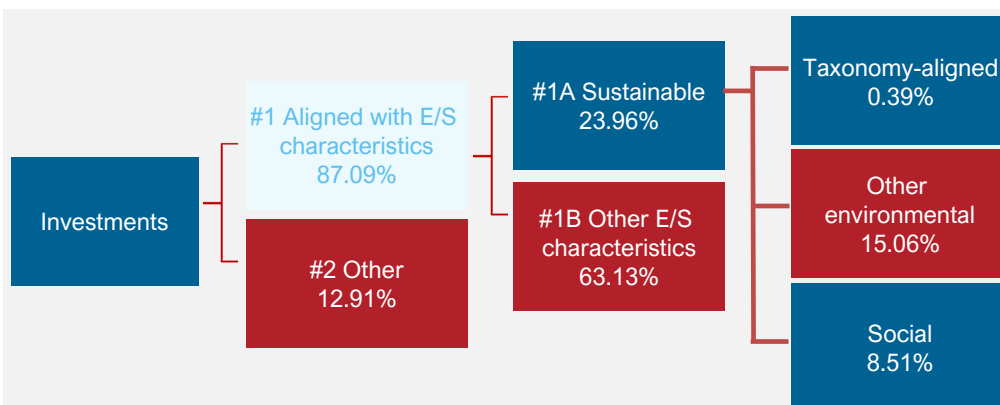 Investments
#1 Aligned with E/S
characteristics
87.09%
#2 Other
12.91%
#1A Sustainable
23.96%
#1B Other E/S
characteristics
63.13%
Taxonomy-aligned
0.39%
Other
environmental
15.06%
Social
8.51%